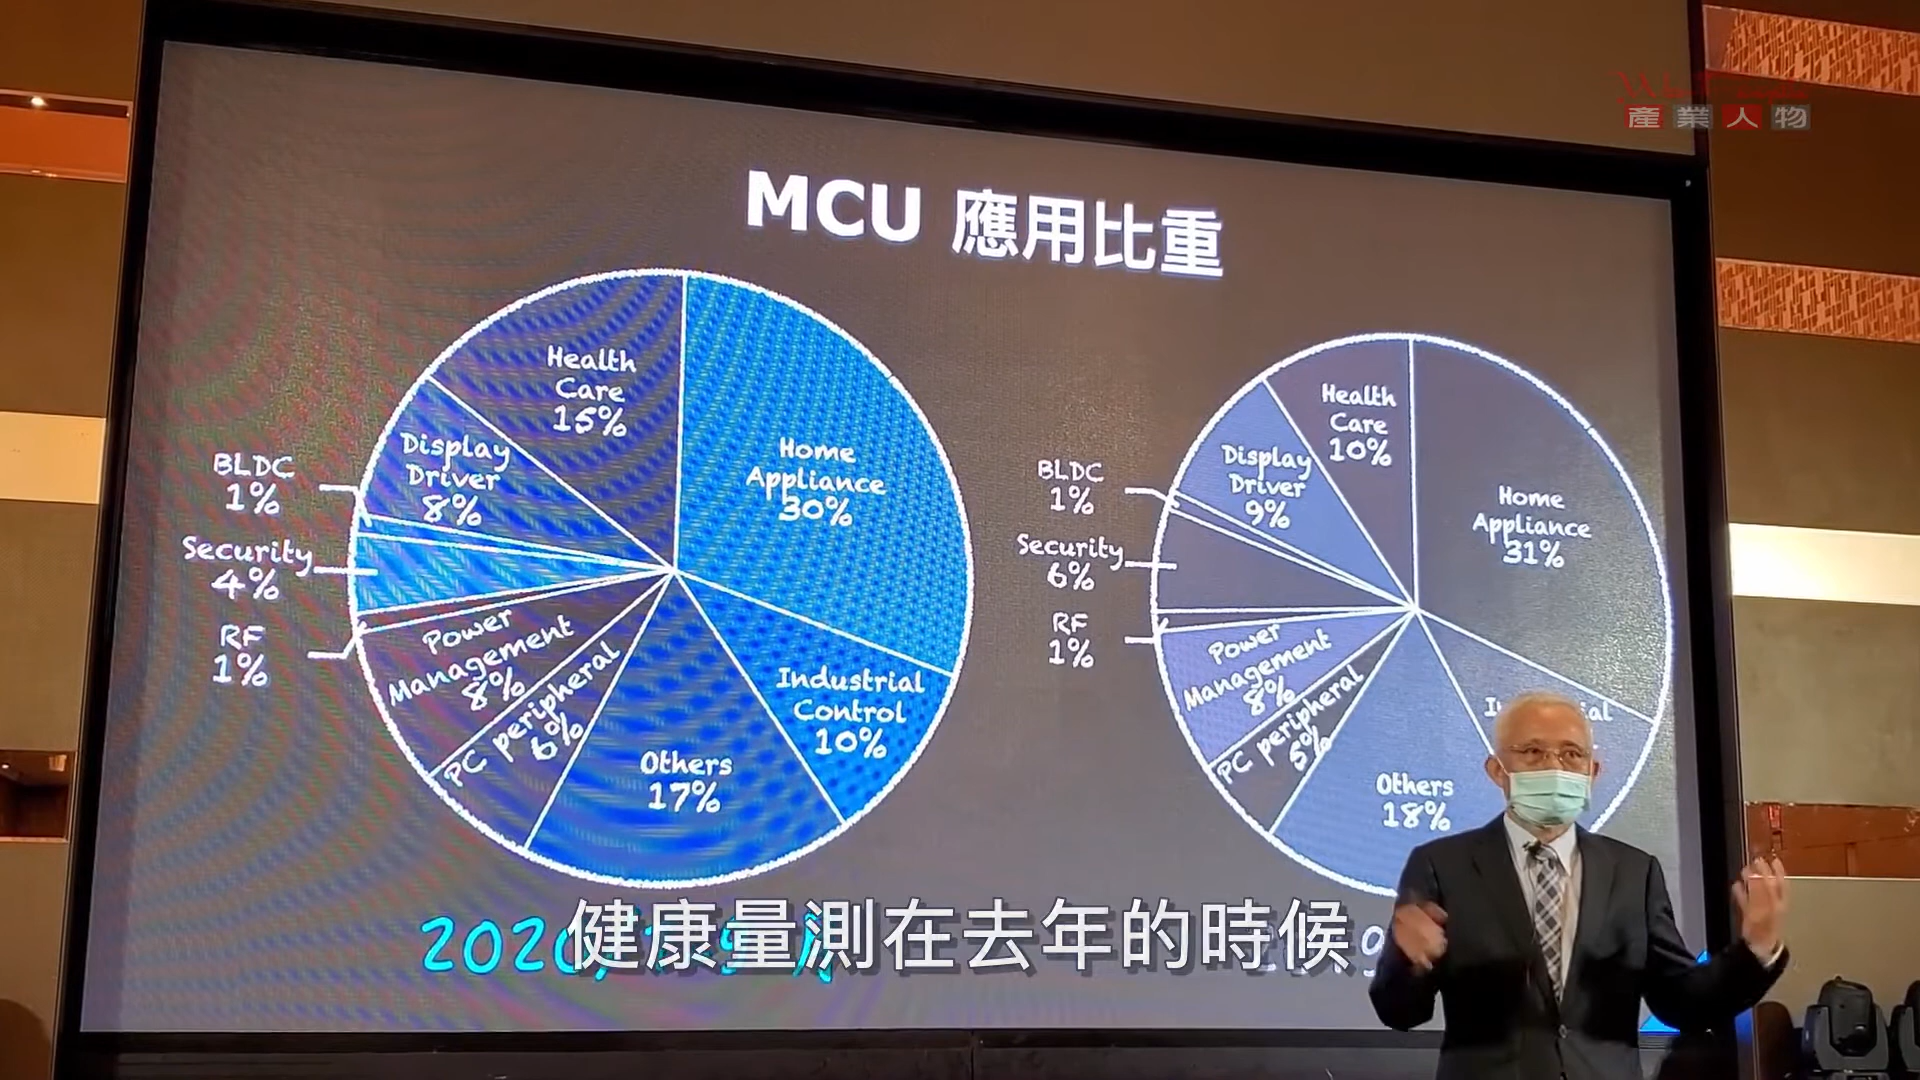 產業人物
MCU 應用比重
Health
Care
15%
Home
Appliance
30%
Industrial
Control
10%
Others
17%
PC peripheral
6%
Power
Management
8%
RF
1%
Security
4%
BLDC
1%
Display
Driver
8%
Health
Care
10%
Home
Appliance
31%
Others
18%
PC peripheral
5%
Power
Management
8%
RF
1%
Security
6%
BLDC
1%
Display
Driver
9%
2020
健康量測在去年的時候